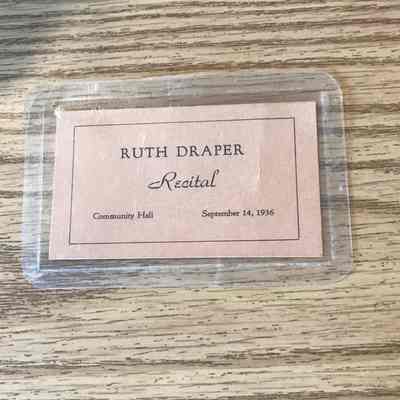 RUTH DRAPER
Recital
Community Hall September 14, 1936